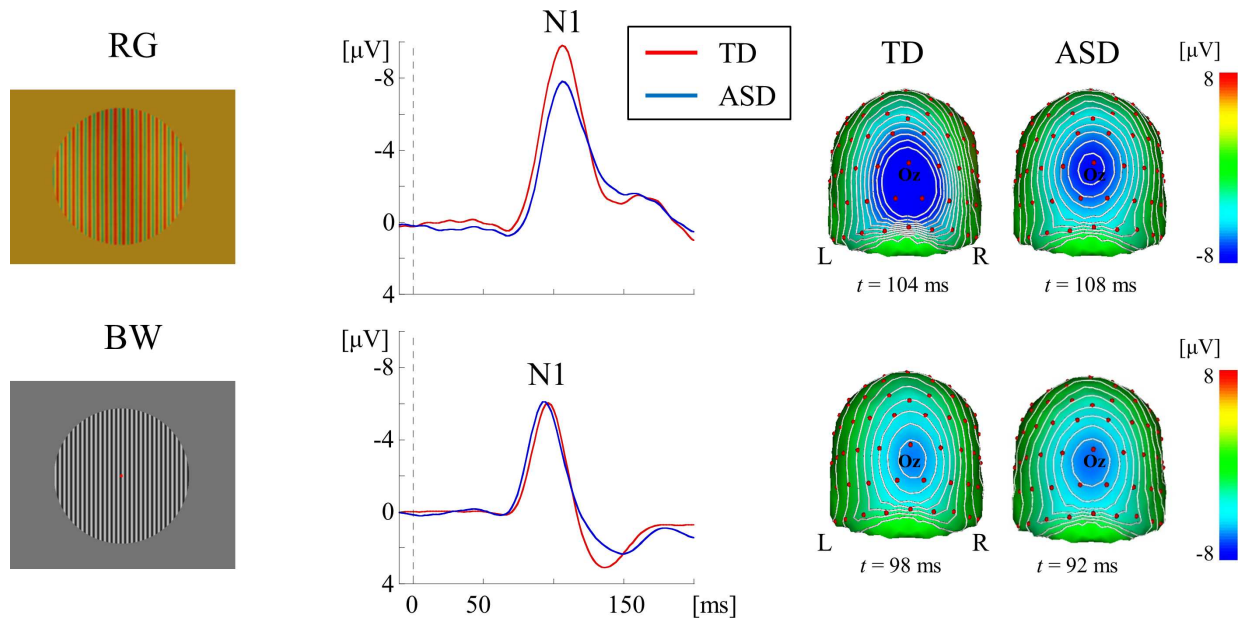 RG
[μV]
N1
TD
ASD
TD
ASD
[μV]
-8
-4
0
4
8
-8
Oz
Oz
L
R
t = 104 ms
t = 108 ms
BW
[μV]
N1
[μV]
-8
-4
0
4
8
-8
Oz
Oz
L
R
t = 98 ms
t = 92 ms
0
50
150
[ms]